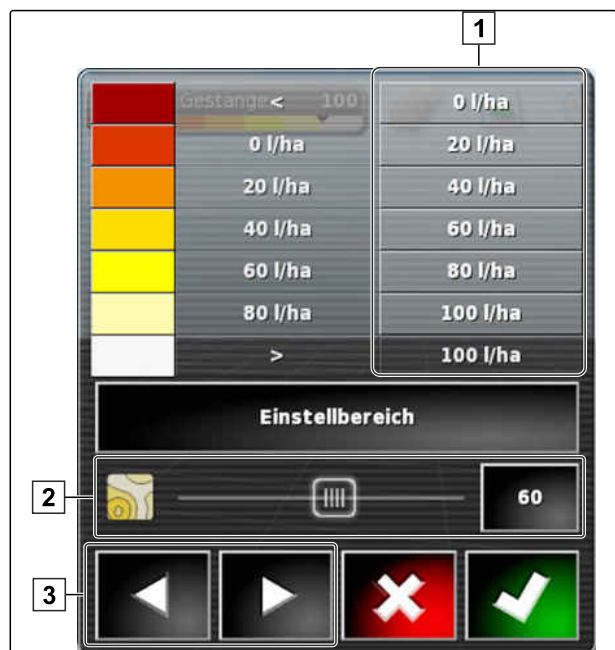 1
Gestänge < 100 0 l/ha
0 l/ha 20 l/ha
20 l/ha 40 l/ha
40 l/ha 60 l/ha
60 l/ha 80 l/ha
80 l/ha 100 l/ha
> 100 l/ha
Einstellbereich
2 60
3